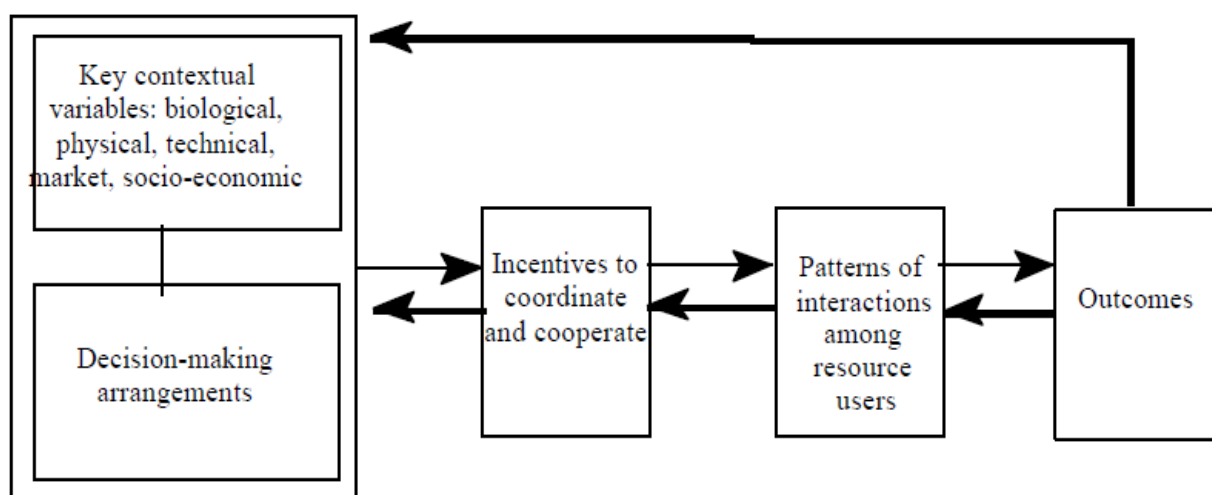 Key contextual
variables: biological,
physical, technical,
market, socio-economic
Decision-making
arrangements
Incentives to
coordinate
and cooperate
Patterns of
interactions
among
resource
users
Outcomes